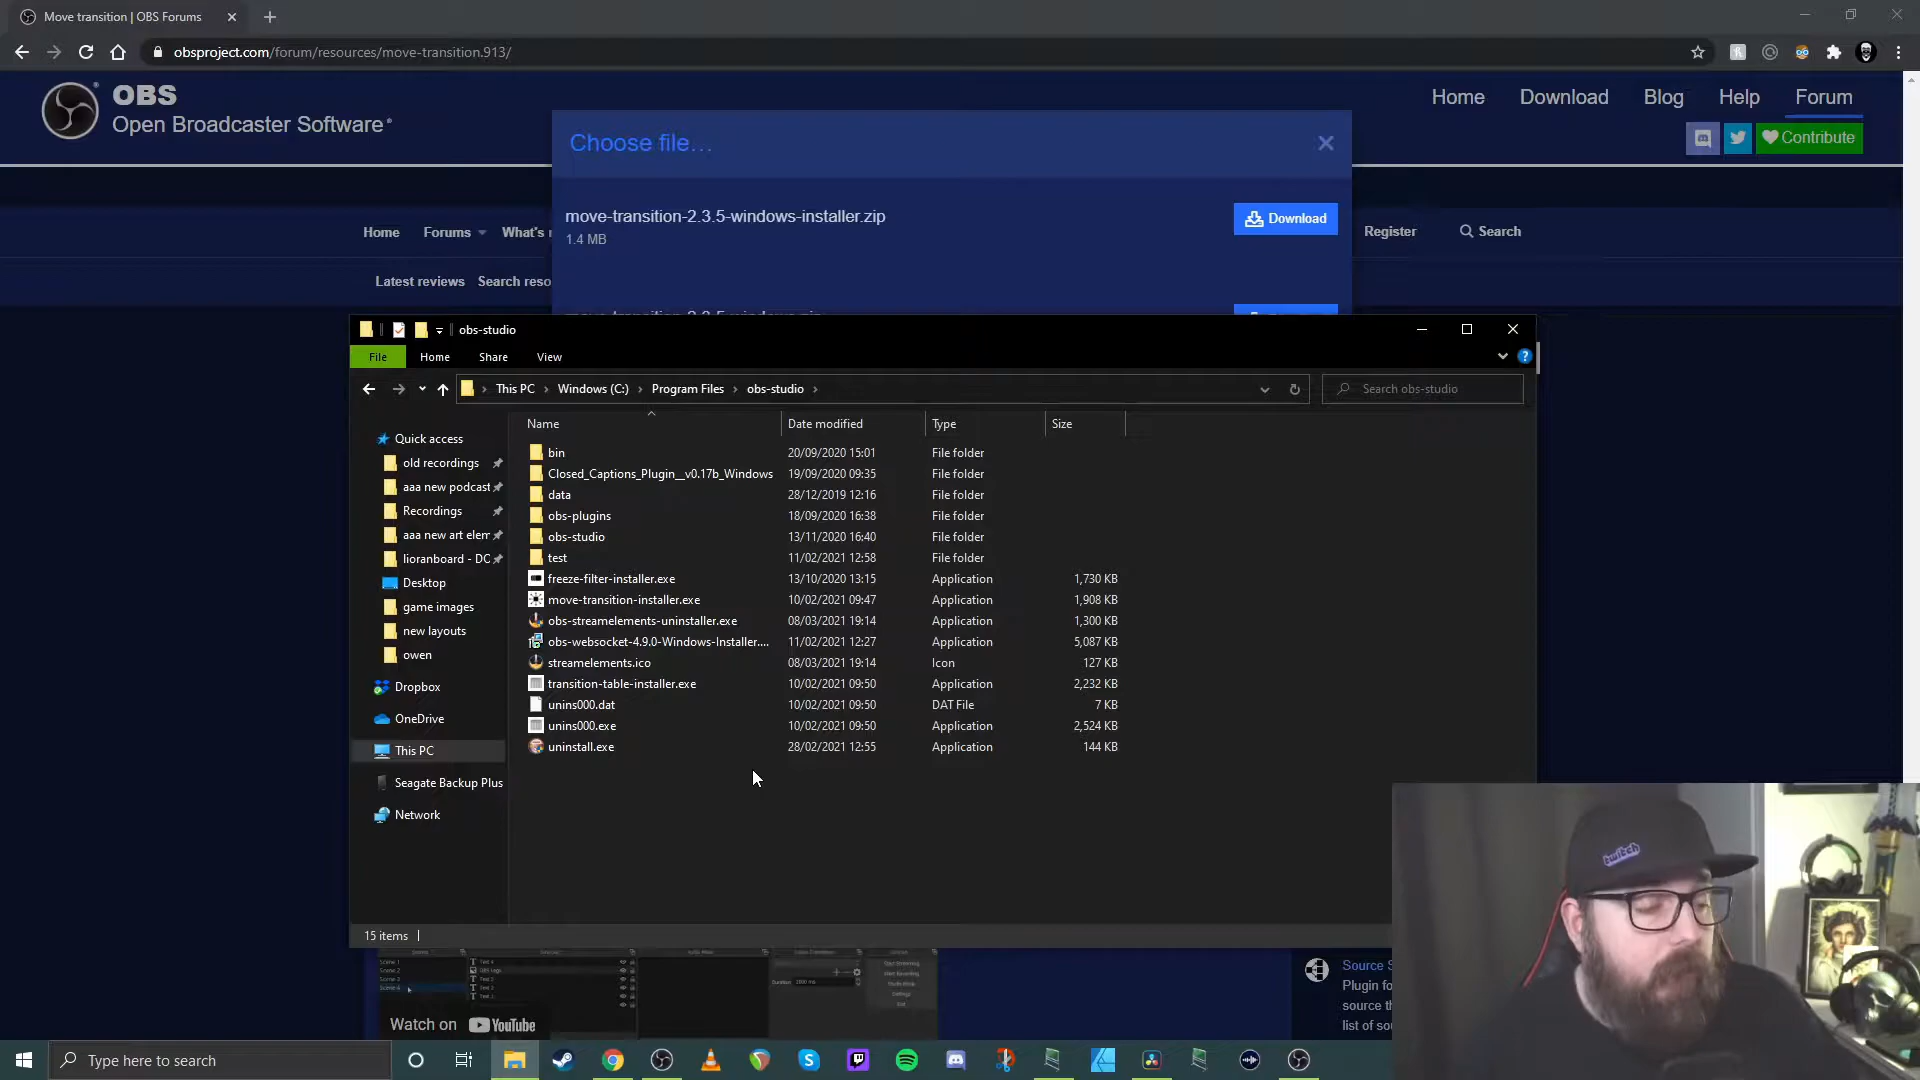 Move transition | OBS Forums
obsproject.com/forum/resources/move-transition.913/
OBS
Open Broadcaster Software
Home
Download
Blog
Help
Forum
Contribute
Choose file…
move-transition-2.3.5-windows-installer.zip
1.4 MB
Download
Home
Forums
What's
Register
Search
Latest reviews
Search reso
obs-studio
File
Home
Share
View
This PC
Windows (C:)
Program Files
obs-studio
Search obs-studio
Name
Date modified
Type
Size
Quick access
old recordings
aaa new podcast
Recordings
aaa new art elem
lioranboard - DC
Desktop
game images
new layouts
owen
Dropbox
OneDrive
This PC
Seagate Backup Plus
Network
bin 20/09/2020 15:01 File folder
Closed_Captions_Plugin__v0.17b_Windows 19/09/2020 09:35 File folder
data 28/12/2019 12:16 File folder
obs-plugins 18/09/2020 16:38 File folder
obs-studio 13/11/2020 16:40 File folder
test 11/02/2021 12:58 File folder
freeze-filter-installer.exe 13/10/2020 13:15 Application 1,730 KB
move-transition-installer.exe 10/02/2021 09:47 Application 1,908 KB
obs-streamelements-uninstaller.exe 08/03/2021 19:14 Application 1,300 KB
obs-websocket-4.9.0-Windows-Installer.... 11/02/2021 12:27 Application 5,087 KB
streamelements.ico 08/03/2021 19:14 Icon 127 KB
transition-table-installer.exe 10/02/2021 09:50 Application 2,232 KB
unins000.dat 10/02/2021 09:50 DAT File 7 KB
unins000.exe 10/02/2021 09:50 Application 2,524 KB
uninstall.exe 28/02/2021 12:55 Application 144 KB
15 items
Watch on YouTube
Source S
Plugin fo
source th
list of so
twitch
Type here to search